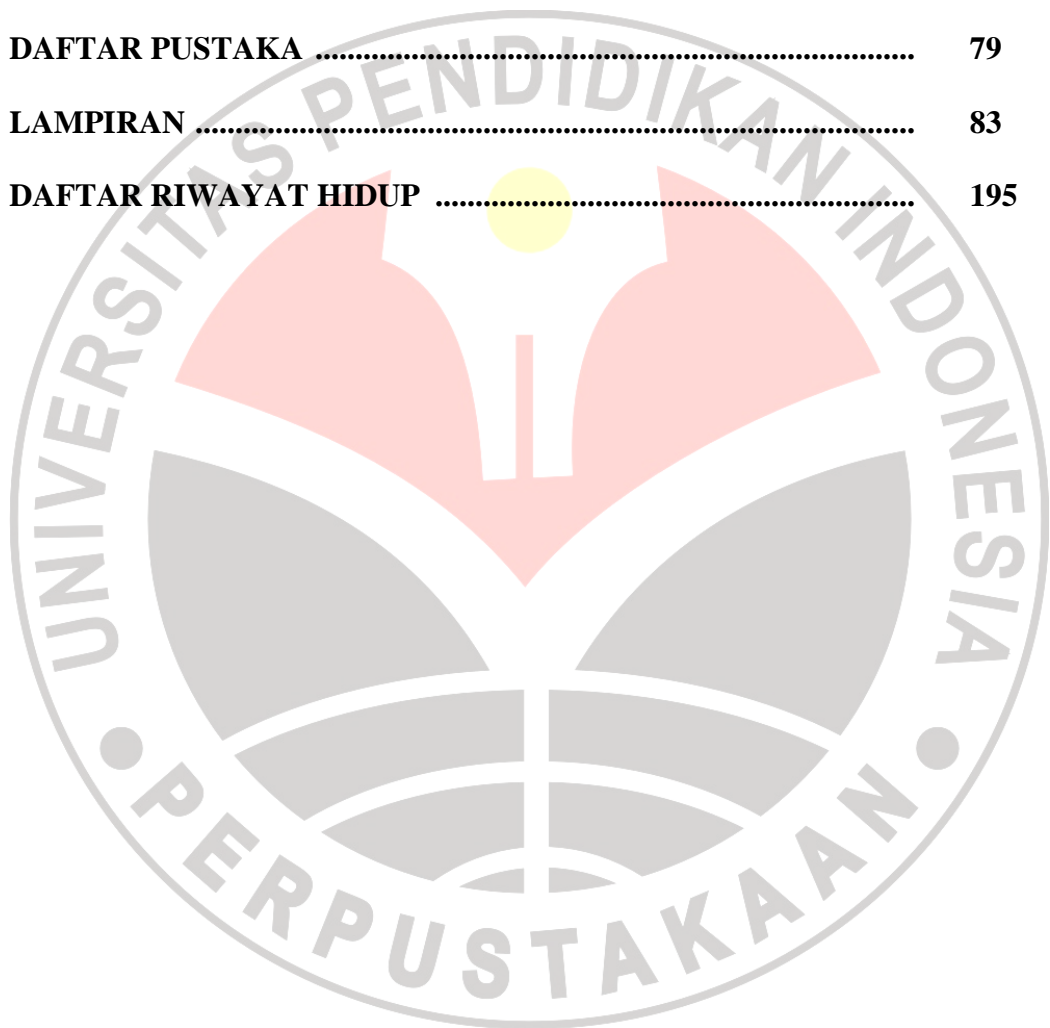 DAFTAR PUSTAKA ........................................................................... 79
LAMPIRAN .......................................................................................... 83
DAFTAR RIWAYAT HIDUP ............................................................ 195
UNIVERSITAS PENDIDIKAN INDONESIA
PERPUSTAKAAN